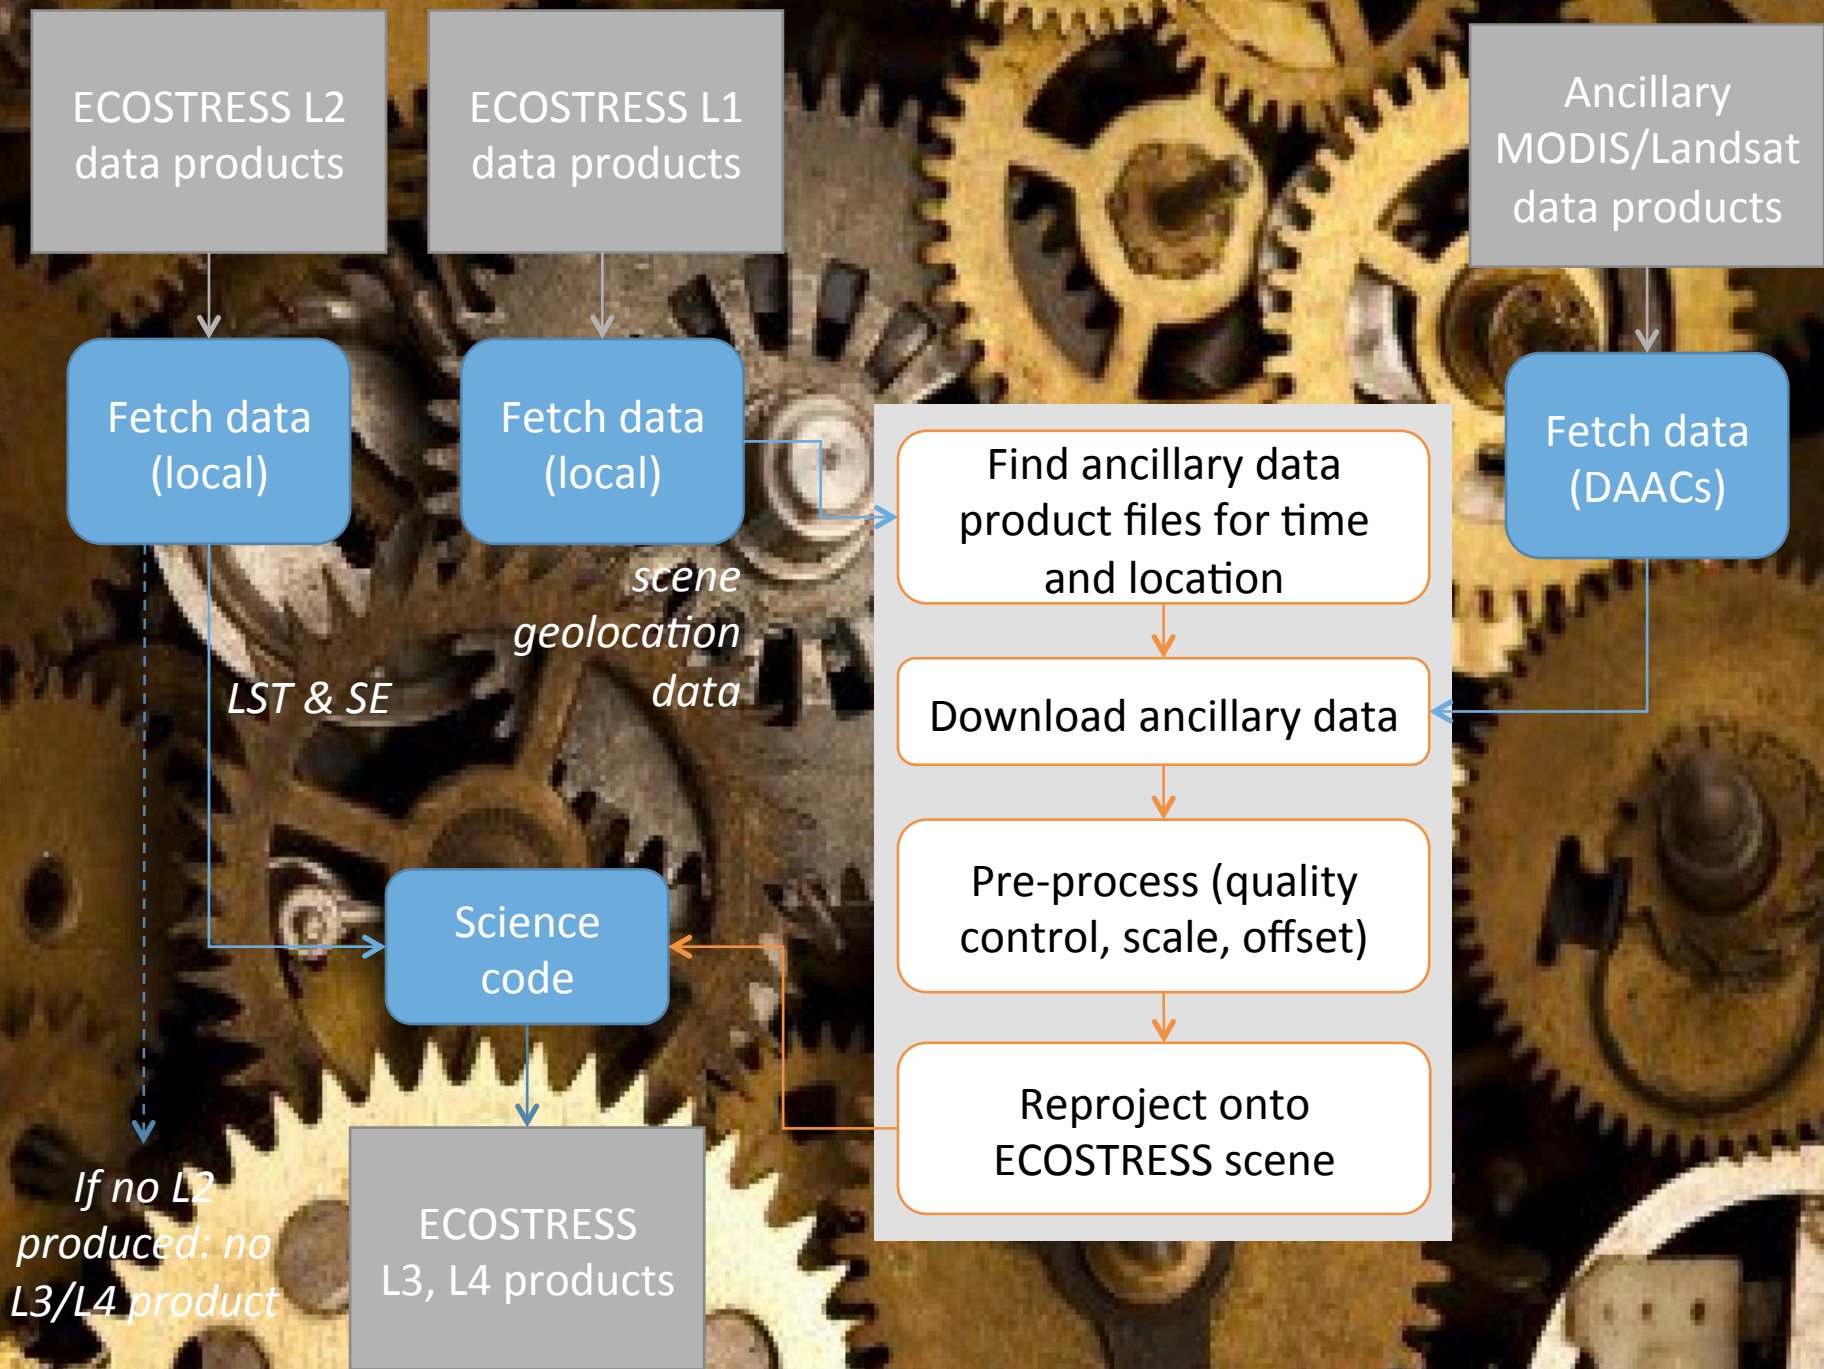 ECOSTRESS L2
data products
ECOSTRESS L1
data products
Ancillary
MODIS/Landsat
data products
Fetch data
(local)
Fetch data
(local)
Fetch data
(DAACs)
scene
geolocation
data
LST & SE
Find ancillary data
product files for time
and location
Download ancillary data
Pre-process (quality
control, scale, offset)
Reproject onto
ECOSTRESS scene
Science
code
If no L2
produced: no
L3/L4 product
ECOSTRESS
L3, L4 products